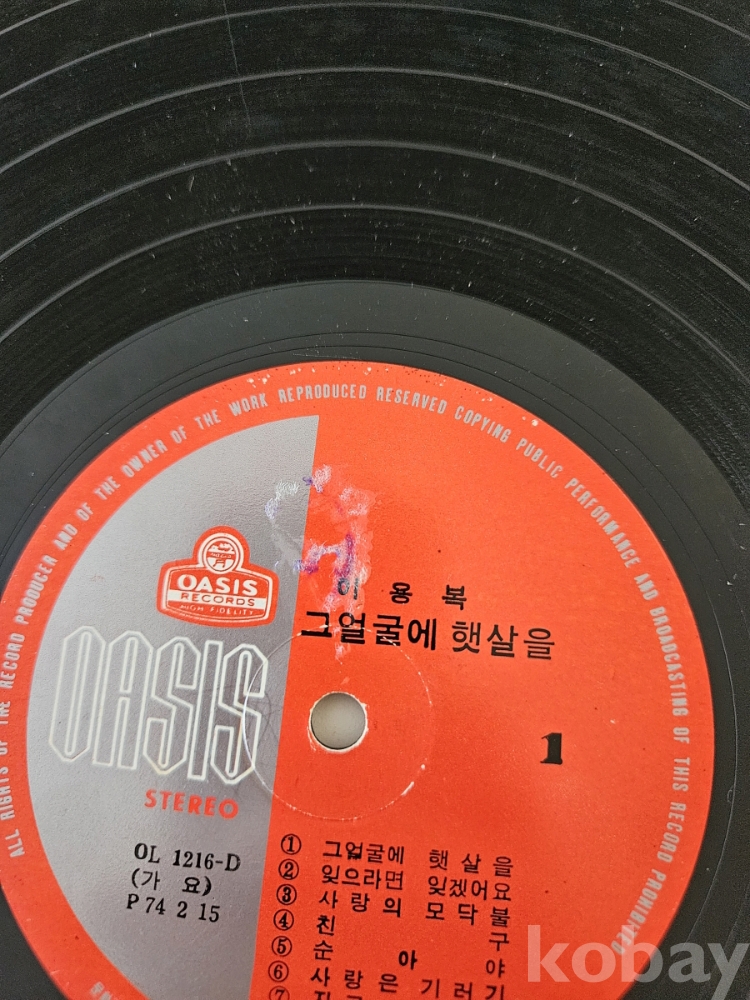 ALL RIGHTS OF THE RECORD PRODUCER AND OF THE OWNER OF THE WORK REPRODUCED RESERVED COPYING PUBLIC PERFORMANCE AND BROADCASTING OF THIS RECORD PROHIBITED
OASIS
RECORDS
HIGH FIDELITY
이 용 복
그얼굴에 햇살을
OASIS
STEREO
1
OL 1216-D
(가 요)
P 74 2 15
① 그얼굴에 햇살을
② 잊으라면 잊겠어요
③ 사랑의 모닥불
④ 친 구
⑤ 순 아 야
⑥ 사랑은 기러기
⑦
kobay